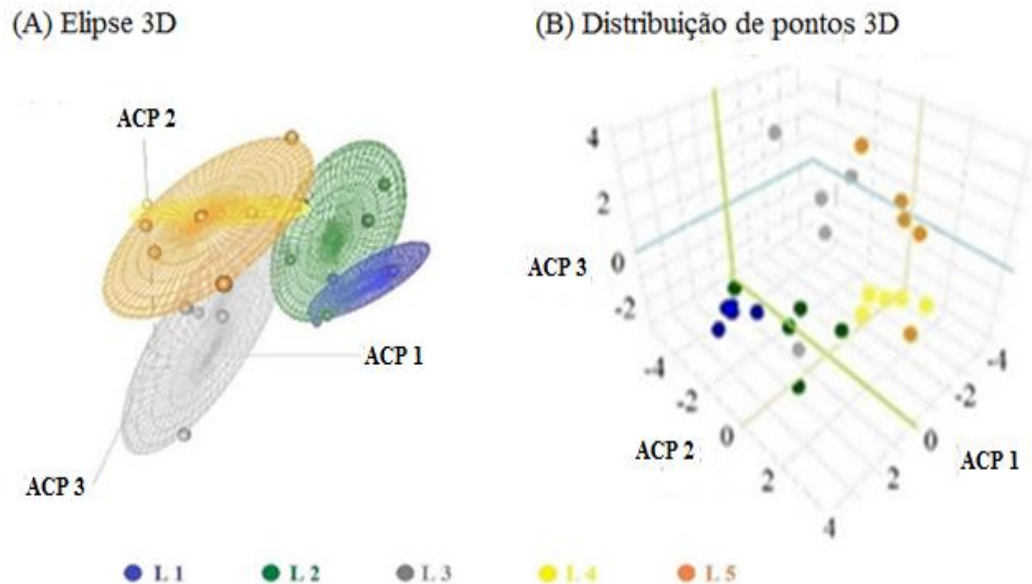 (A) Elipse 3D
(B) Distribuição de pontos 3D
ACP 2
ACP 1
ACP 3
4
2
0
-2
ACP 3
-4
-2
0
2
4
ACP 2
-4
-2
0
2
ACP 1
L 1
L 2
L 3
L 4
L 5